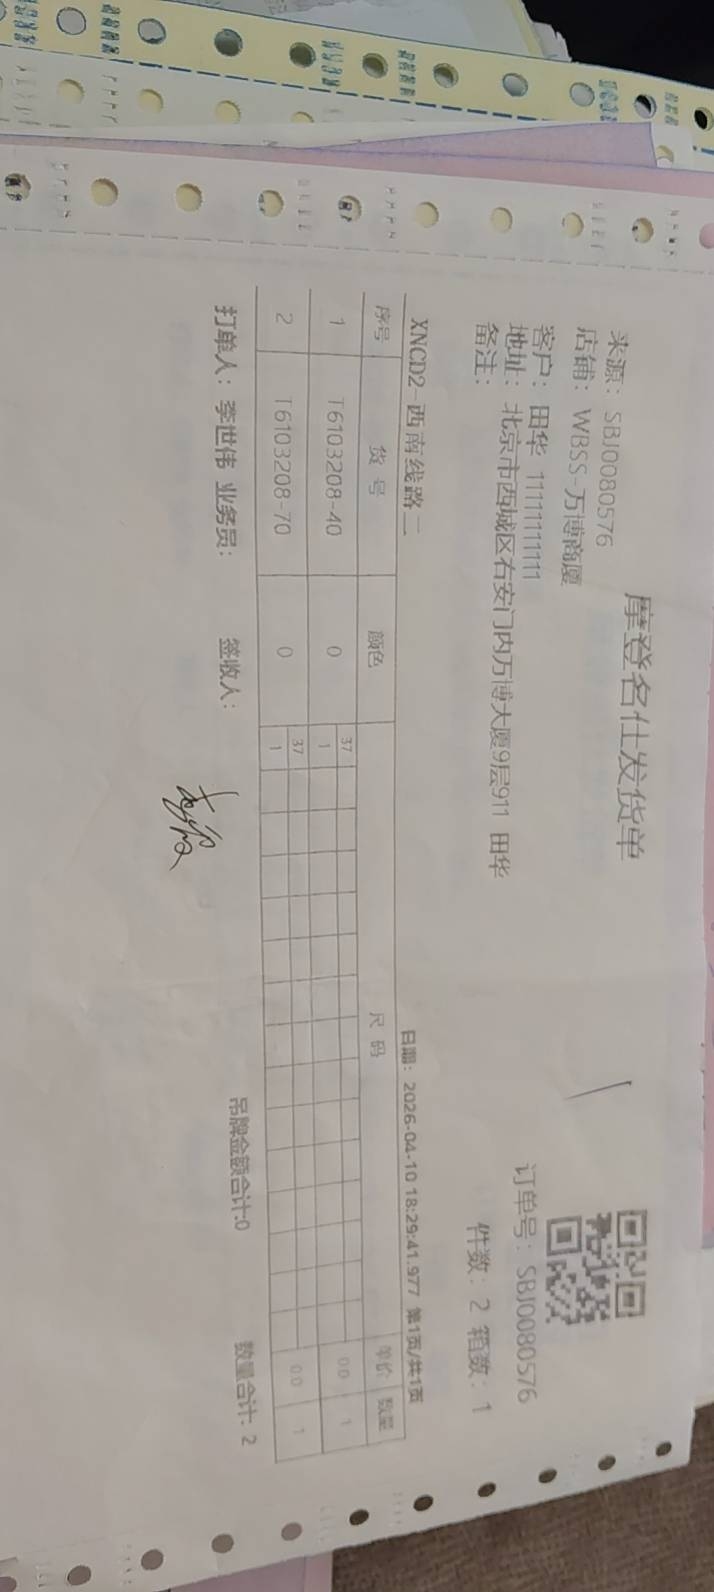 摩登名仕发货单
来源：SBJ0080576
店铺：WBSS-万博商厦
订单号：SBJ0080576
客户：田华 11111111111
地址：北京市西城区右安门内万博大厦9层911 田华
件数：2 箱数：1
备注：
XNCD2-西南线路二 日期：2026-04-10 18:29:41.977 第1页/共1页
序号 货号 颜色 尺码 单价 数量
37
1 T6103208-40 0 1 0.0 1
37
2 T6103208-70 0 1 0.0 1
打单人：李世伟 业务员： 签收人： 吊牌金额合计:0 数量合计: 2